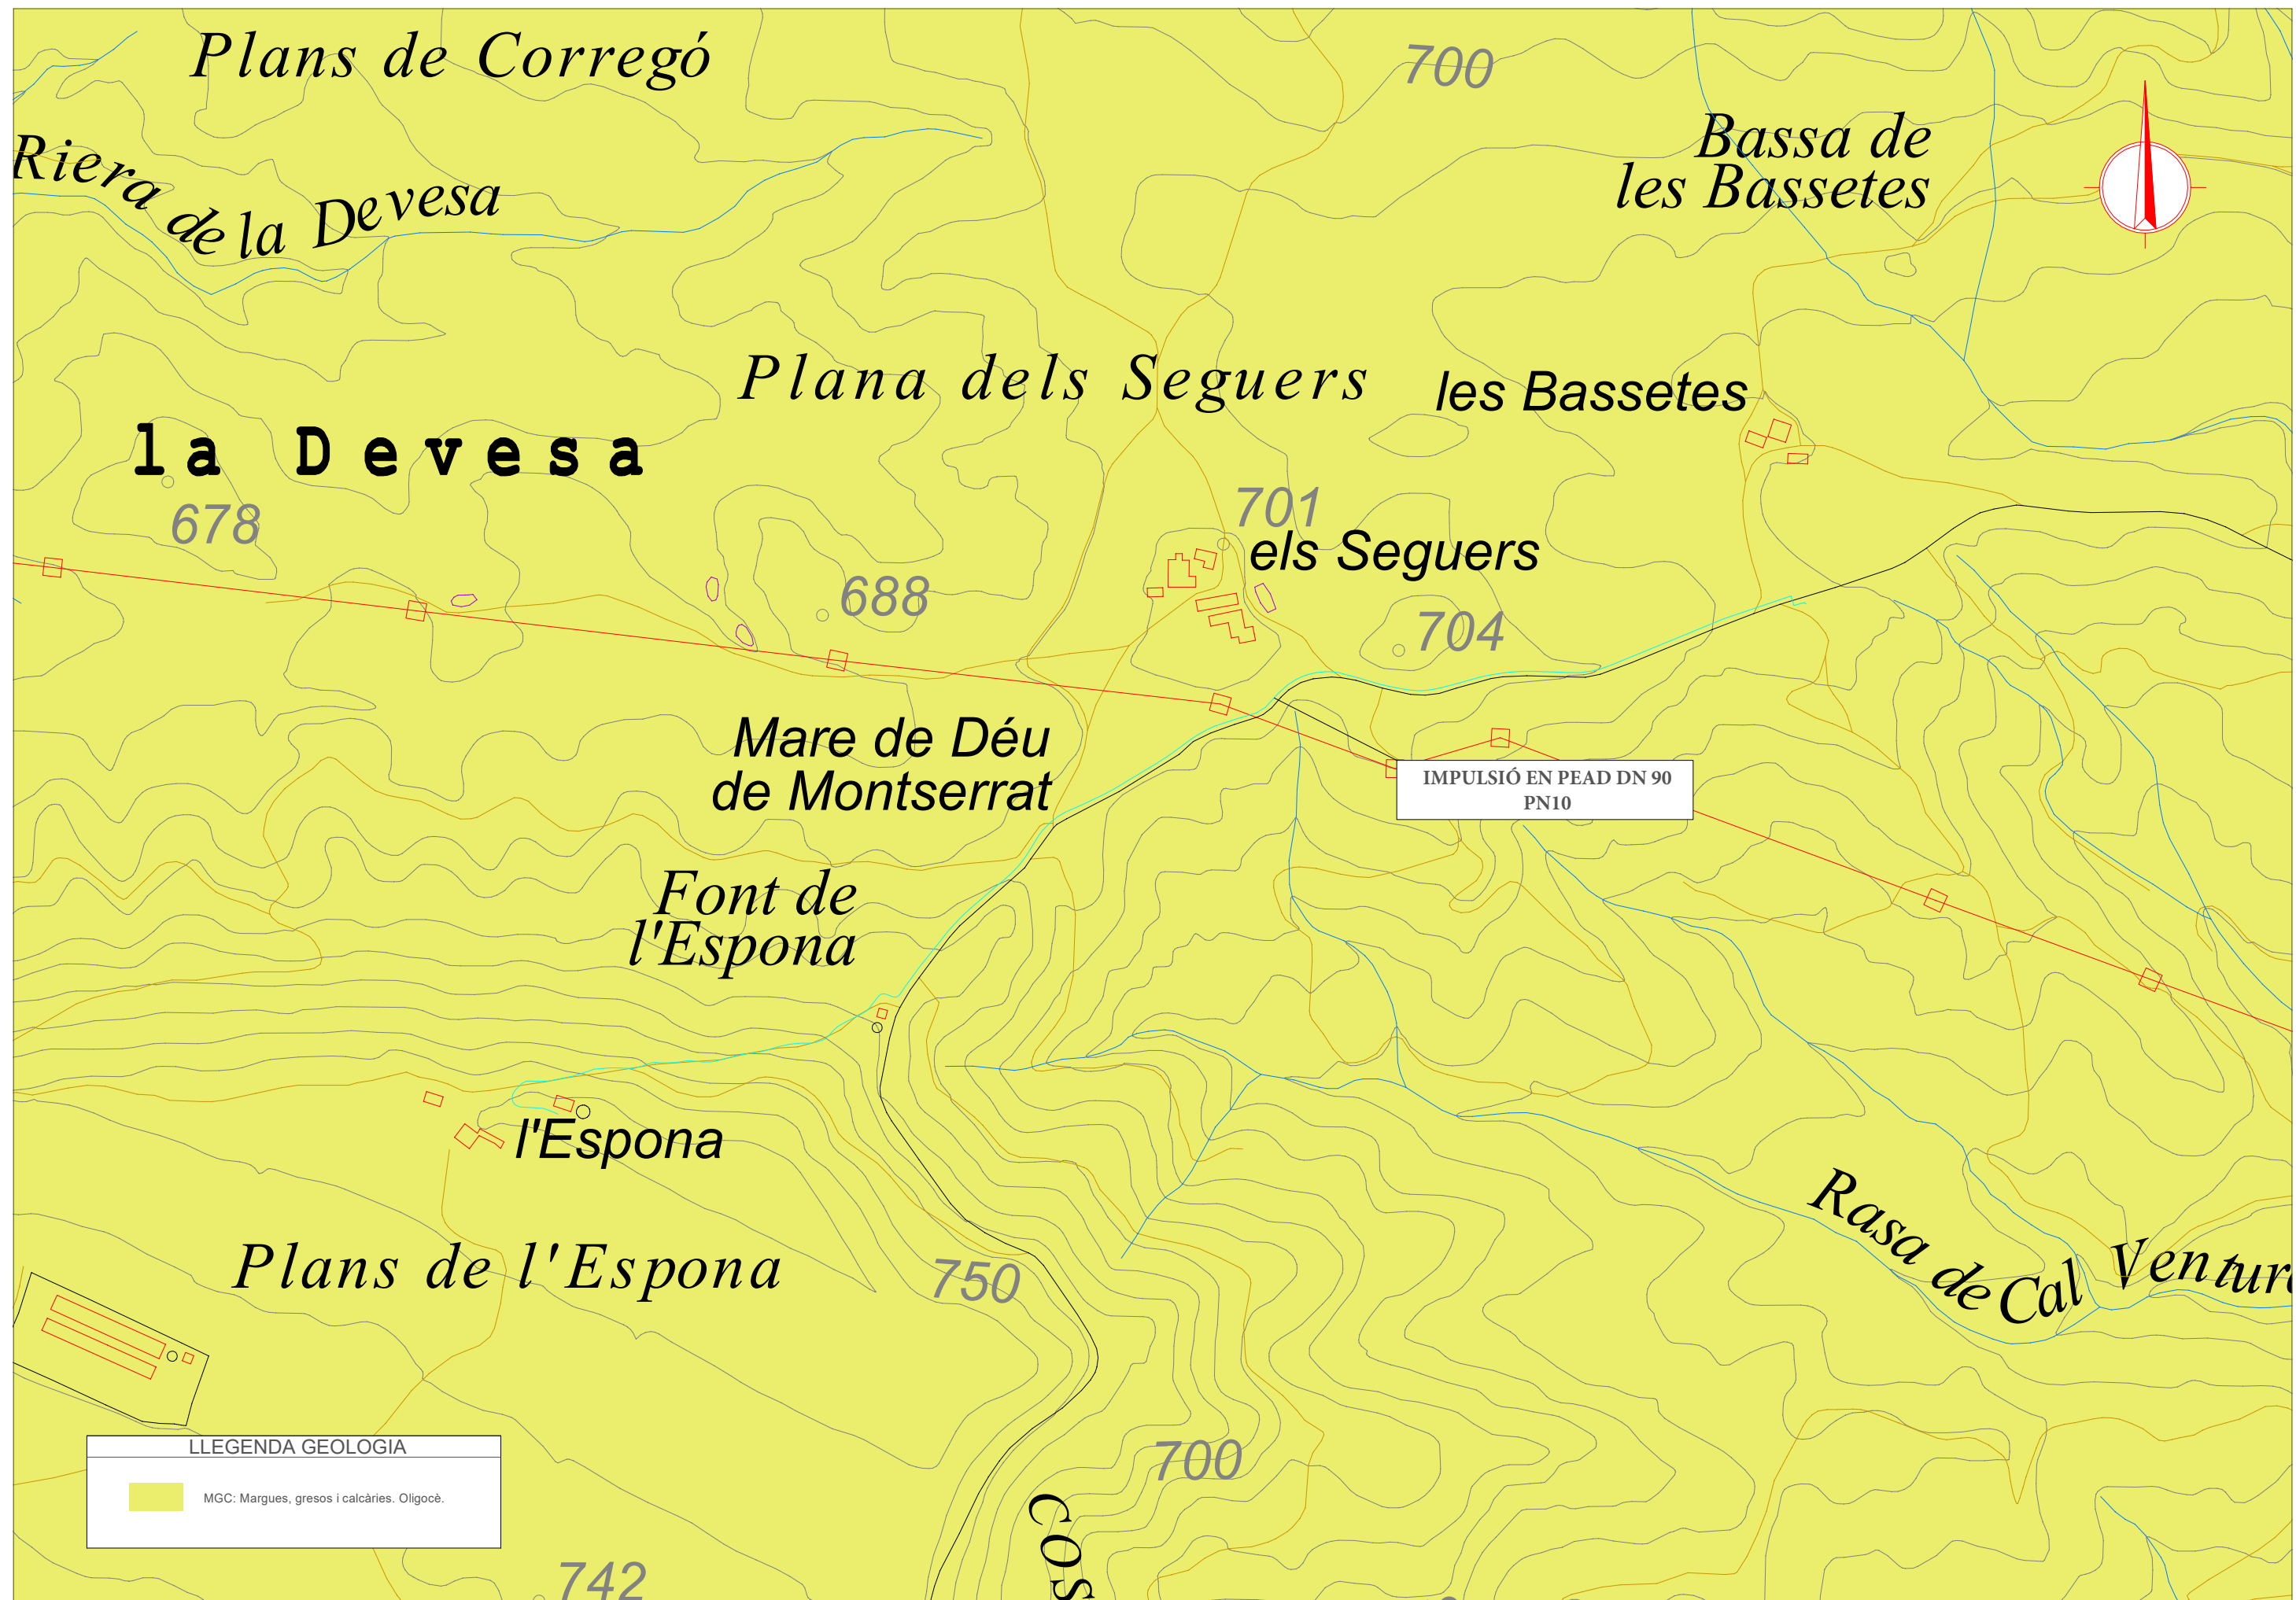 Plans de Corregó
700
Bassa de
les Bassetes
Riera de la Devesa
Plana dels Seguers
les Bassetes
la Devesa
678
701
els Seguers
688
704
Mare de Déu
de Montserrat
IMPULSIÓ EN PEAD DN 90
PN10
Font de
l'Espona
l'Espona
Rasa de Cal Ventura
Plans de l'Espona
750
LLEGENDA GEOLOGIA
MGC: Margues, gresos i calcàries. Oligocè.
700
Cos
742